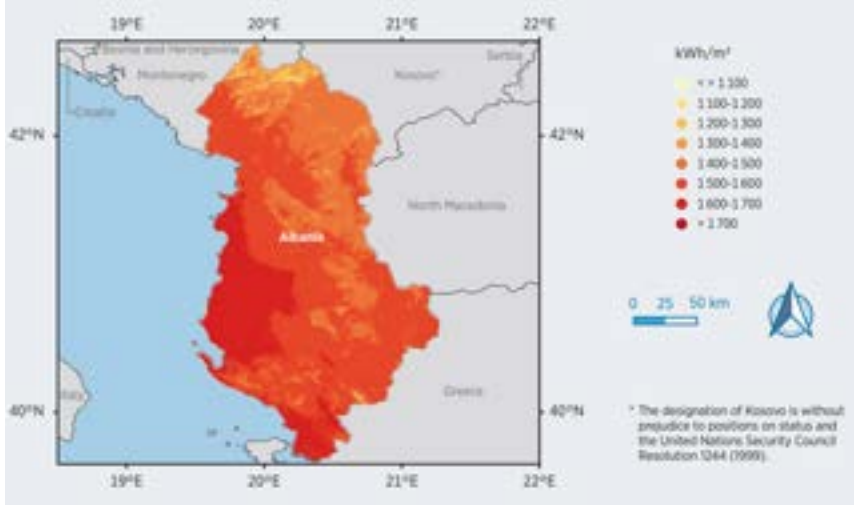 19°E 20°E 21°E 22°E
Bosnia and Herzegovina
Montenegro
Kosovo*
Serbia
Croatia
42°N
42°N
North Macedonia
Albania
Greece
Italy
40°N
40°N
19°E 20°E 21°E 22°E
kWh/m²
< = 1 100
1 100-1 200
1 200-1 300
1 300-1 400
1 400-1 500
1 500-1 600
1 600-1 700
> 1 700
0 25 50 km
* The designation of Kosovo is without
prejudice to positions on status and
the United Nations Security Council
Resolution 1244 (1999).